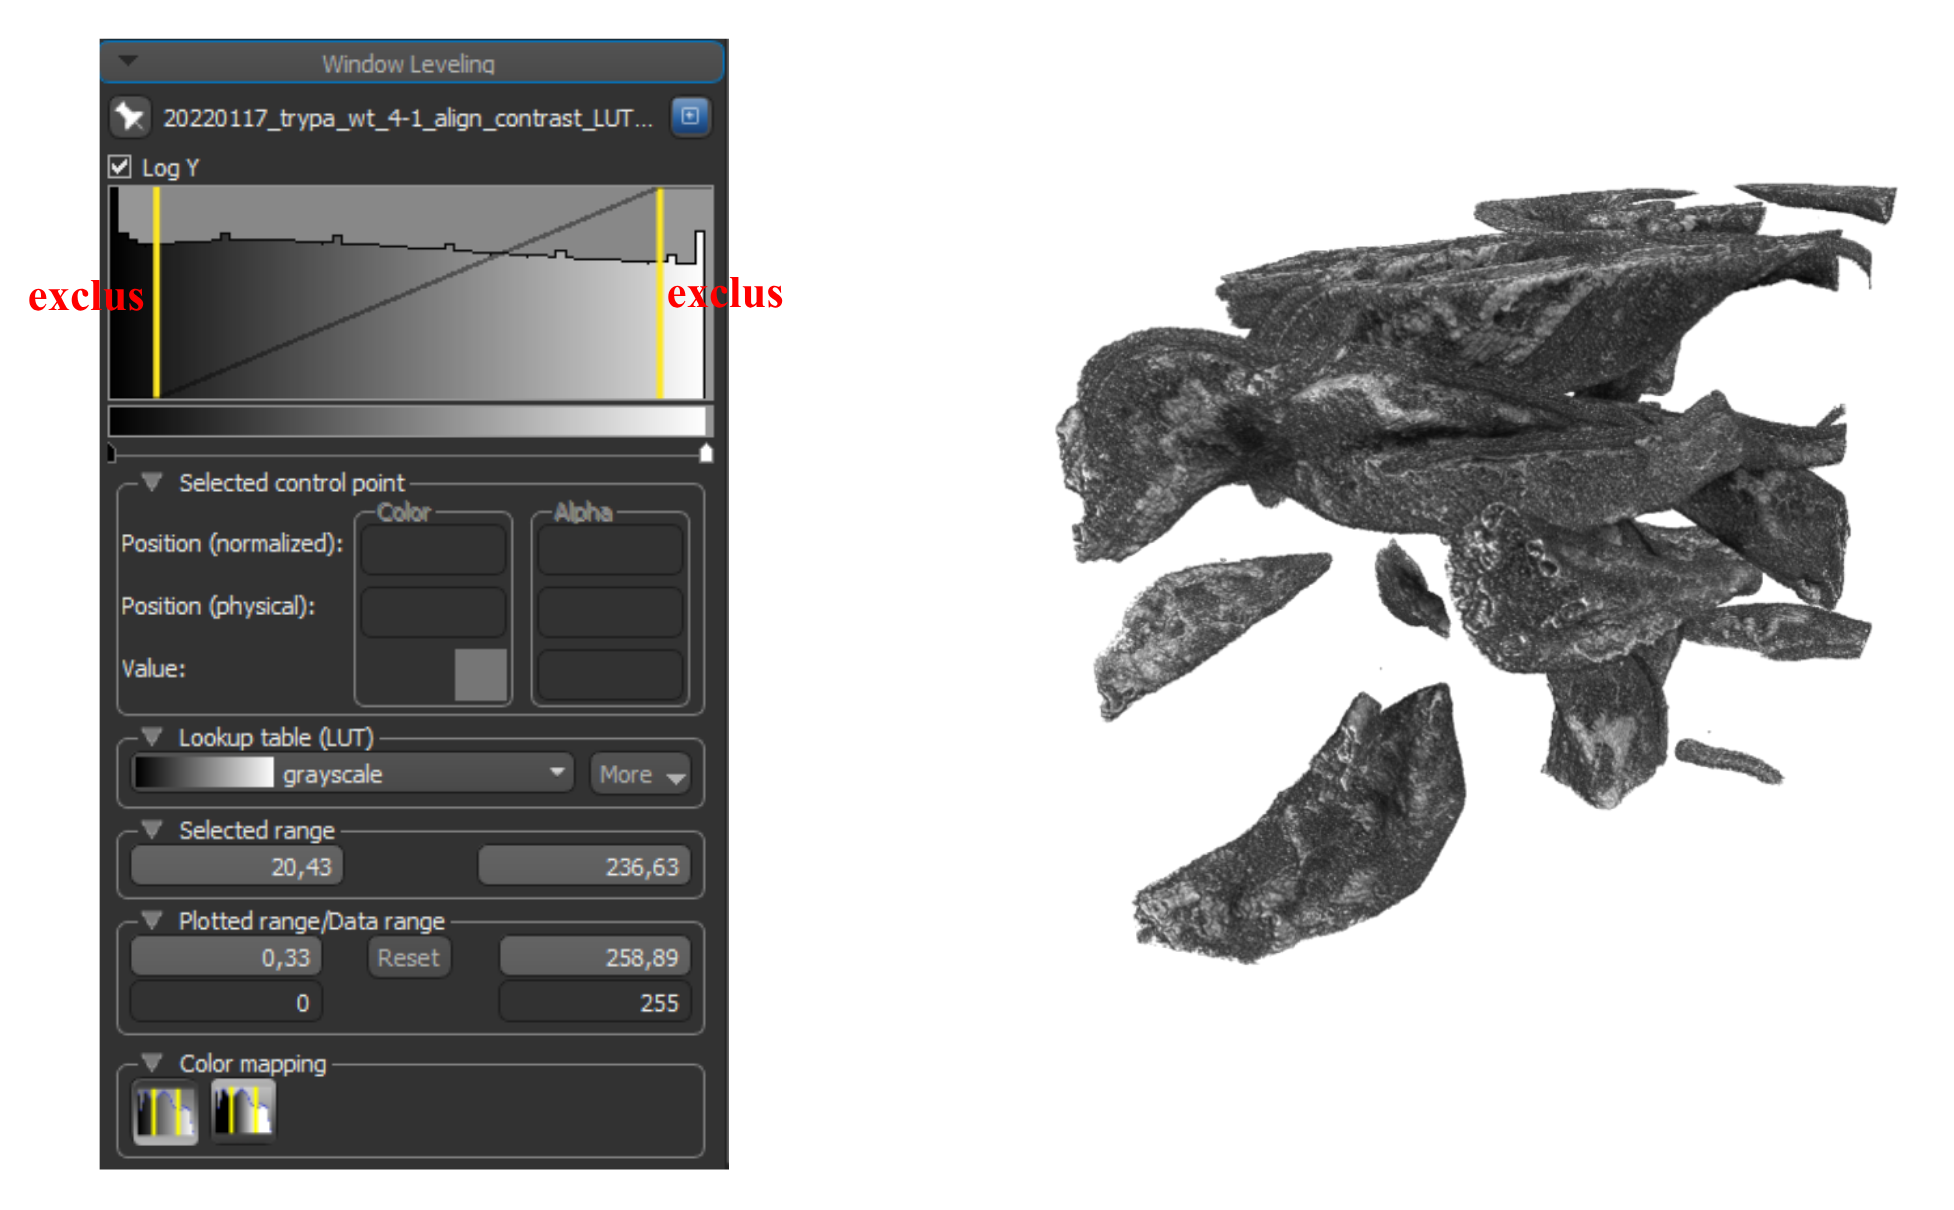 Window Leveling
20220117_trypa_wt_4-1_align_contrast_LUT...
Log Y
exclus
exclus
Selected control point
Color
Alpha
Position (normalized):
Position (physical):
Value:
Lookup table (LUT)
grayscale
More
Selected range
20,43
236,63
Plotted range/Data range
0,33
Reset
258,89
0
255
Color mapping